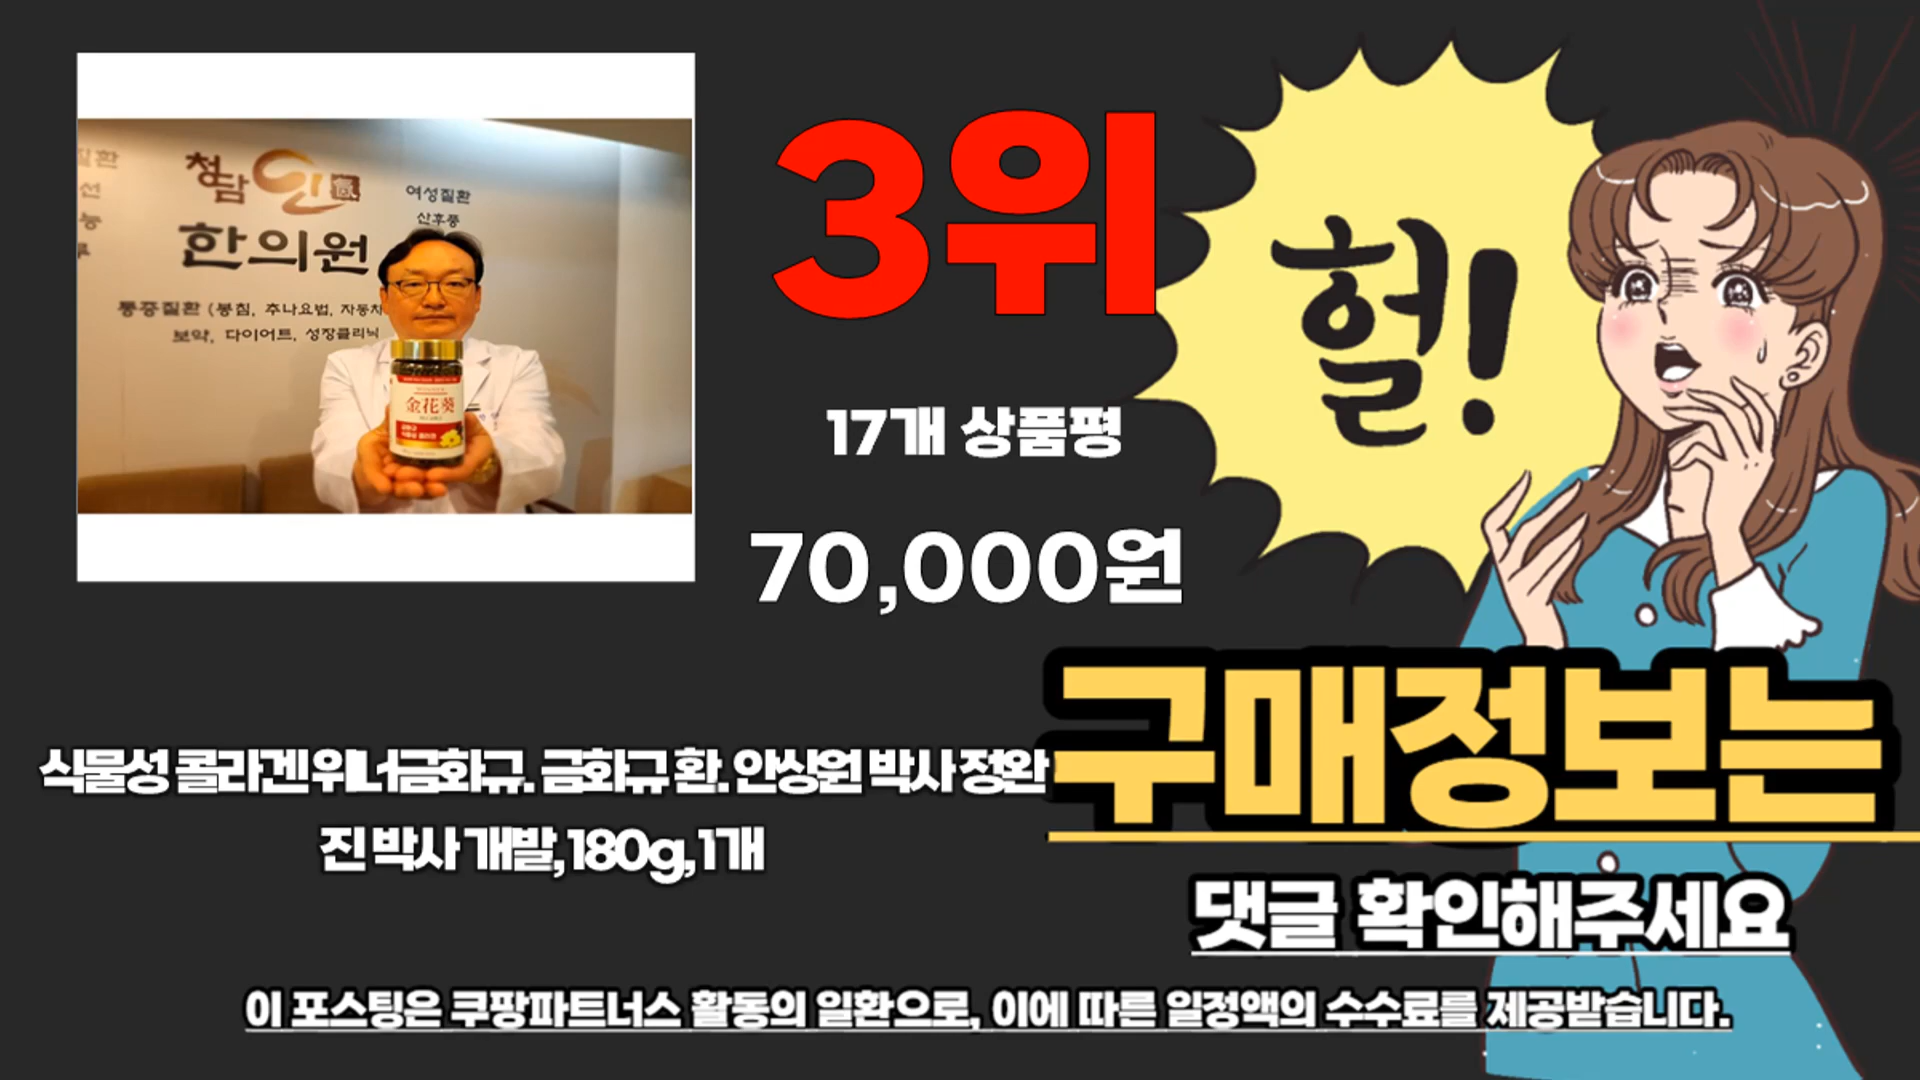 질환
선
능
청담인
한의원
여성질환
산후풍
통증질환 (봉침, 추나요법, 자동차
보약, 다이어트, 성장클리닉
金花葵
3위
17개 상품평
70,000원
헐!
식물성 콜라겐 위너 금화규. 금화규 환. 안상원 박사 정완
진 박사 개발, 180g, 1개
구매정보는
댓글 확인해주세요
이 포스팅은 쿠팡파트너스 활동의 일환으로, 이에 따른 일정액의 수수료를 제공받습니다.